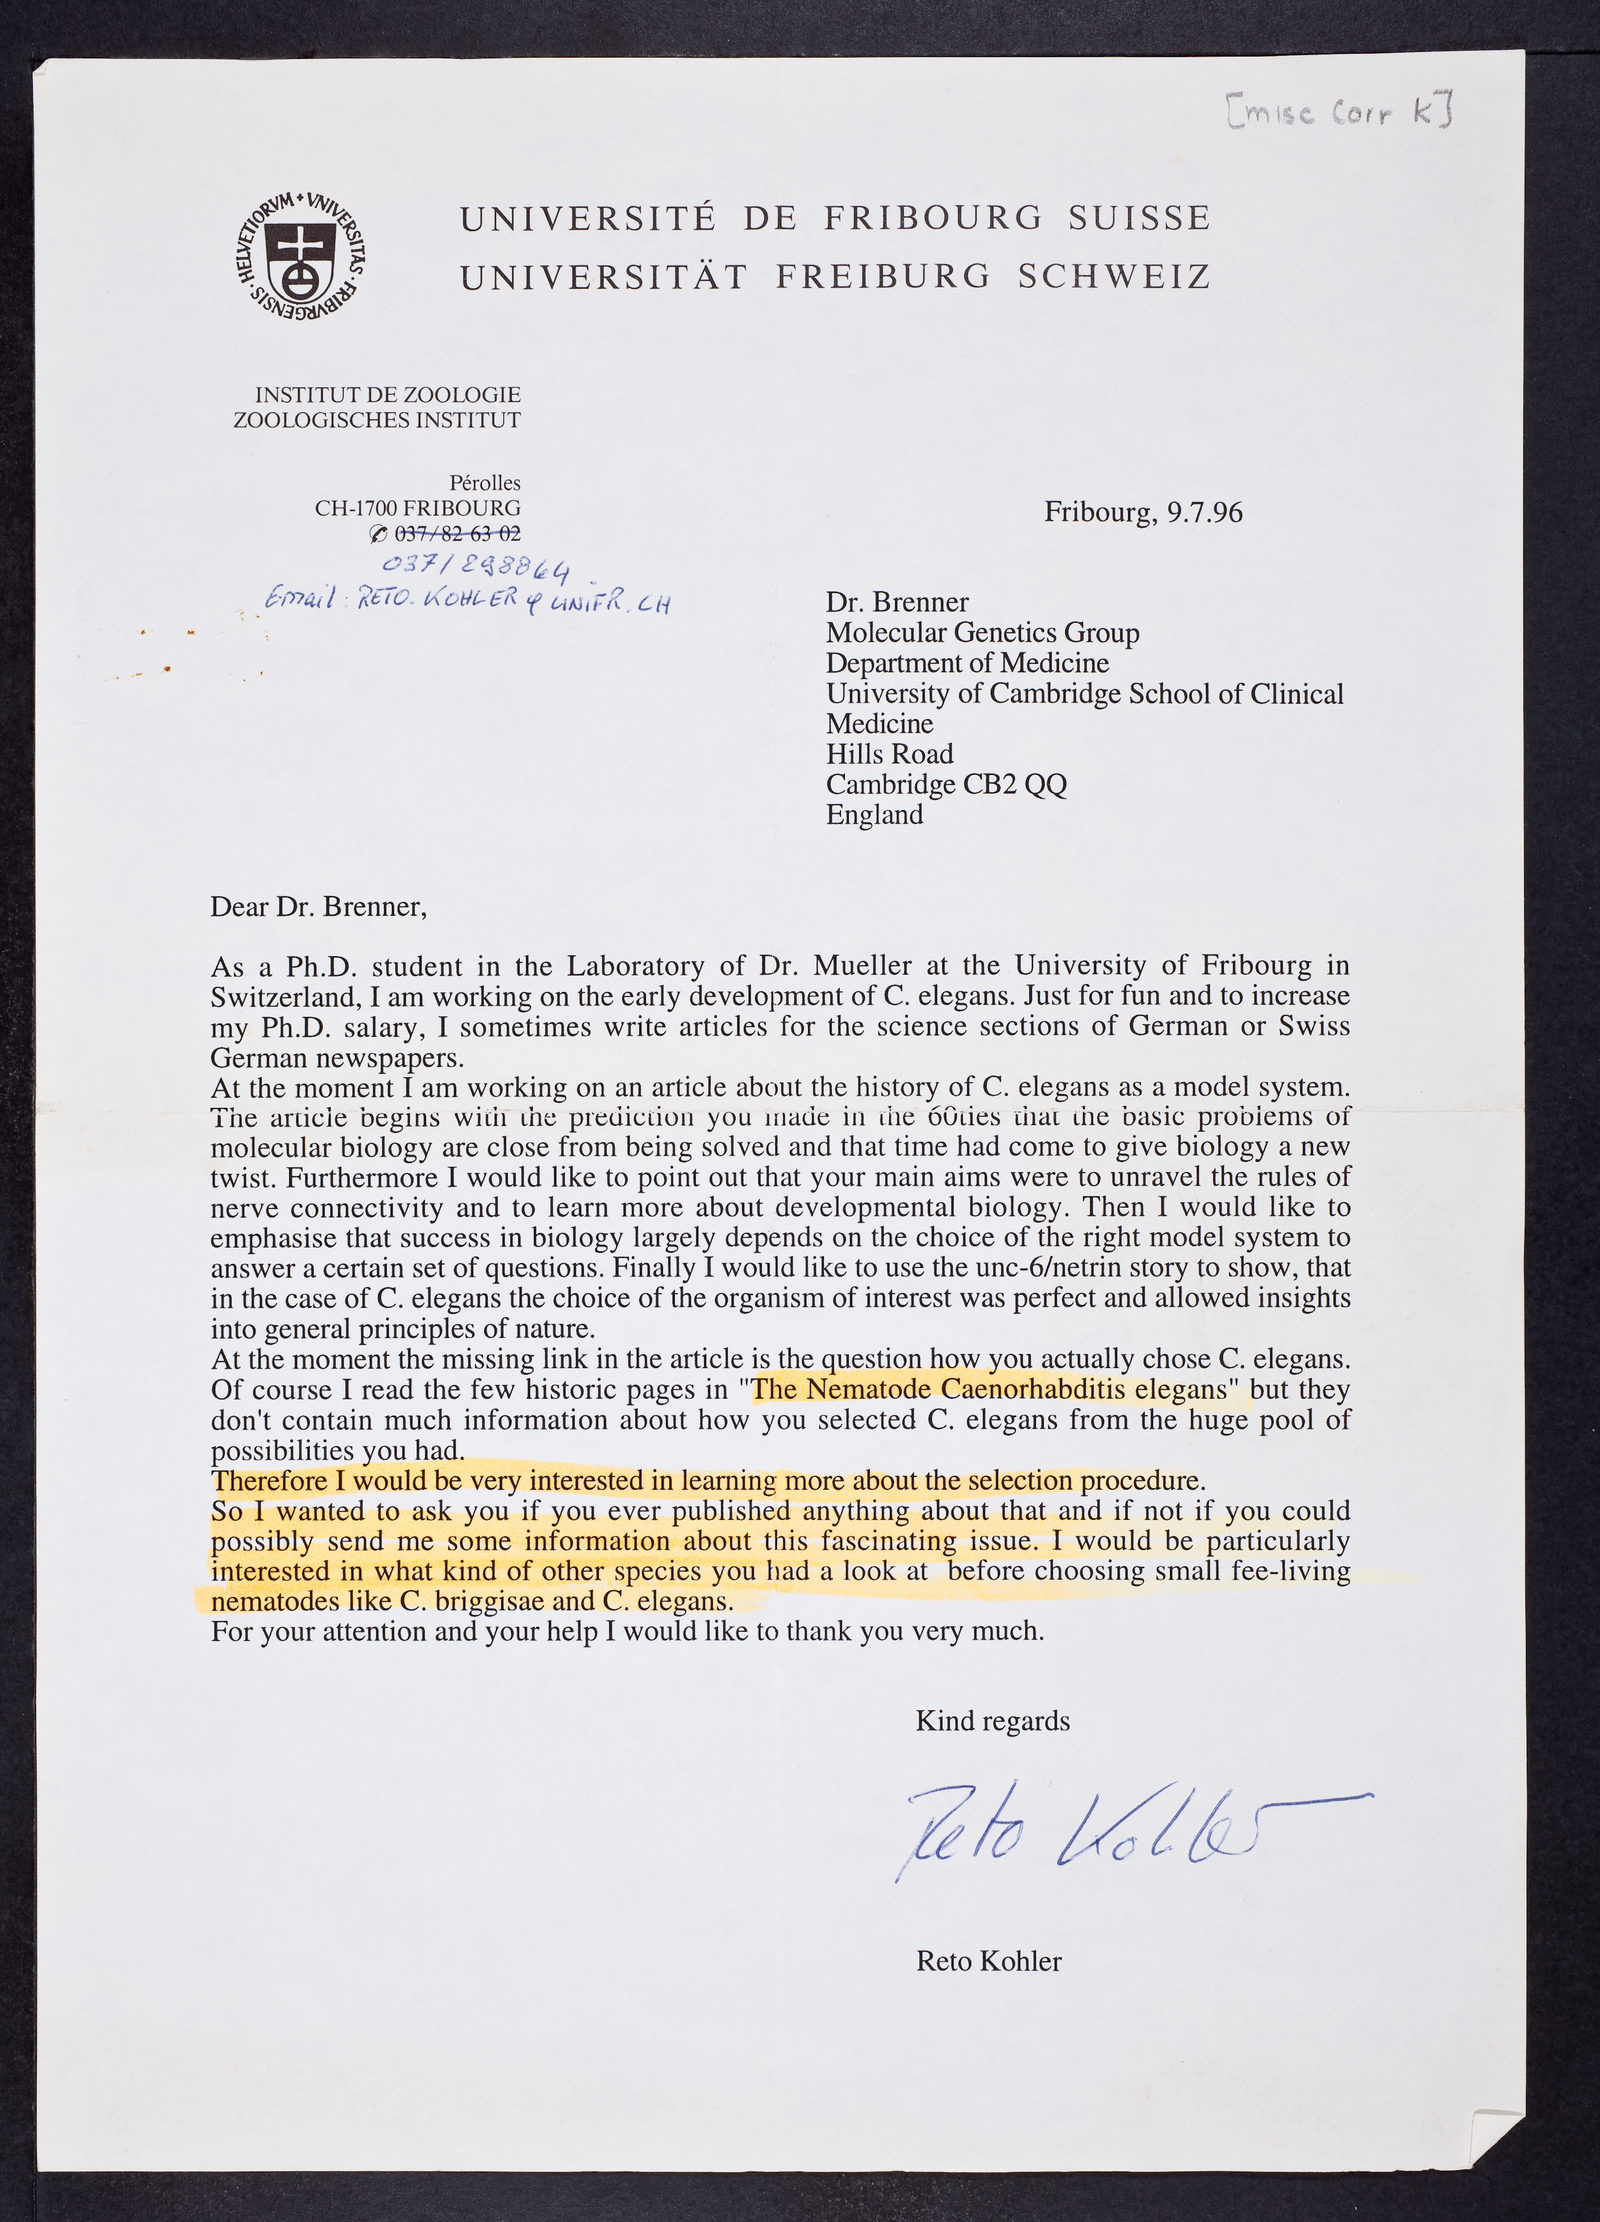 [misc Corr K]
HELVETIORVM + VNIVERSITAS · FRIBVRGENSIS ·
UNIVERSITÉ DE FRIBOURG SUISSE
UNIVERSITÄT FREIBURG SCHWEIZ
INSTITUT DE ZOOLOGIE
ZOOLOGISCHES INSTITUT
Pérolles
CH-1700 FRIBOURG
✆ 037/82 63 02
037/298864
Email: RETO.KOHLER @ UNIFR.CH
Fribourg, 9.7.96
Dr. Brenner
Molecular Genetics Group
Department of Medicine
University of Cambridge School of Clinical
Medicine
Hills Road
Cambridge CB2 QQ
England
Dear Dr. Brenner,
As a Ph.D. student in the Laboratory of Dr. Mueller at the University of Fribourg in
Switzerland, I am working on the early development of C. elegans. Just for fun and to increase
my Ph.D. salary, I sometimes write articles for the science sections of German or Swiss
German newspapers.
At the moment I am working on an article about the history of C. elegans as a model system.
The article begins with the prediction you made in the 60ties that the basic problems of
molecular biology are close from being solved and that time had come to give biology a new
twist. Furthermore I would like to point out that your main aims were to unravel the rules of
nerve connectivity and to learn more about developmental biology. Then I would like to
emphasise that success in biology largely depends on the choice of the right model system to
answer a certain set of questions. Finally I would like to use the unc-6/netrin story to show, that
in the case of C. elegans the choice of the organism of interest was perfect and allowed insights
into general principles of nature.
At the moment the missing link in the article is the question how you actually chose C. elegans.
Of course I read the few historic pages in "The Nematode Caenorhabditis elegans" but they
don't contain much information about how you selected C. elegans from the huge pool of
possibilities you had.
Therefore I would be very interested in learning more about the selection procedure.
So I wanted to ask you if you ever published anything about that and if not if you could
possibly send me some information about this fascinating issue. I would be particularly
interested in what kind of other species you had a look at before choosing small fee-living
nematodes like C. briggisae and C. elegans.
For your attention and your help I would like to thank you very much.
Kind regards
Reto Kohler
Reto Kohler